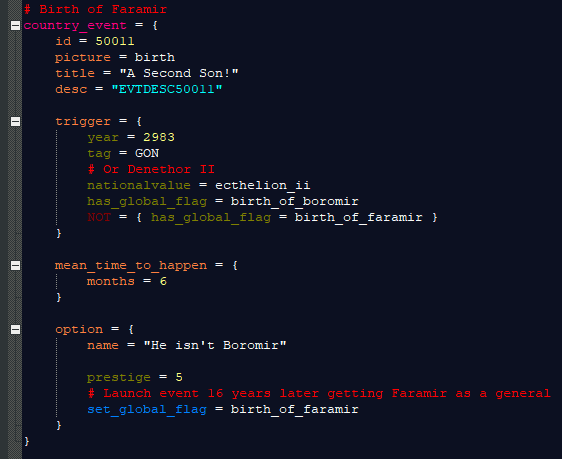 # Birth of Faramir
country_event = {
id = 50011
picture = birth
title = "A Second Son!"
desc = "EVTDESC50011"
trigger = {
year = 2983
tag = GON
# Or Denethor II
nationalvalue = ecthelion_ii
has_global_flag = birth_of_boromir
NOT = { has_global_flag = birth_of_faramir }
}
mean_time_to_happen = {
months = 6
}
option = {
name = "He isn't Boromir"
prestige = 5
# Launch event 16 years later getting Faramir as a general
set_global_flag = birth_of_faramir
}
}